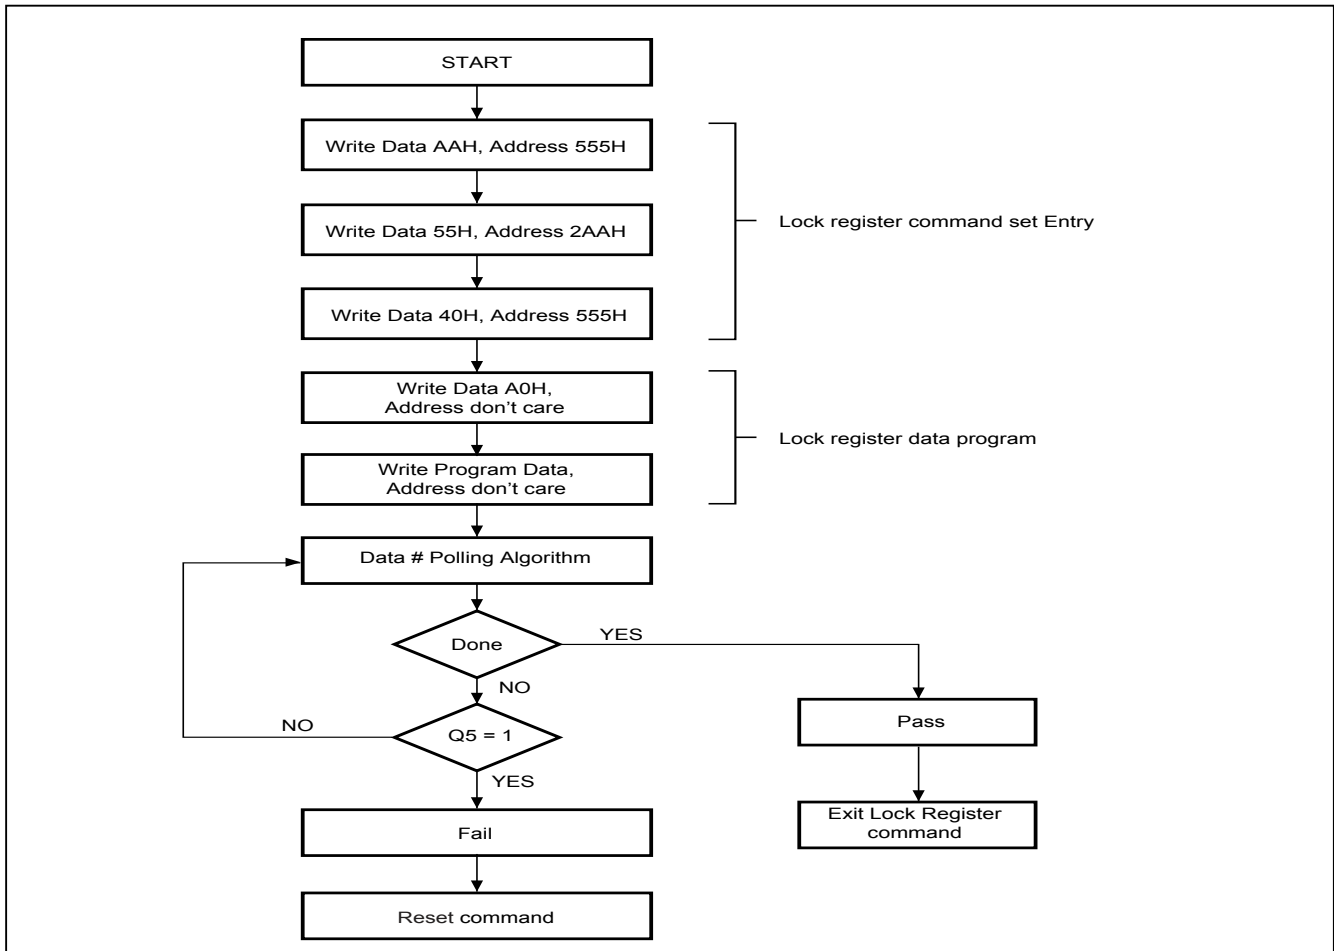 START
Write Data AAH, Address 555H
Write Data 55H, Address 2AAH
Lock register command set Entry
Write Data 40H, Address 555H
Write Data A0H,
Address don't care
Lock register data program
Write Program Data,
Address don't care
Data # Polling Algorithm
Done
YES
NO
Q5 = 1
NO
YES
Pass
Fail
Exit Lock Register
command
Reset command